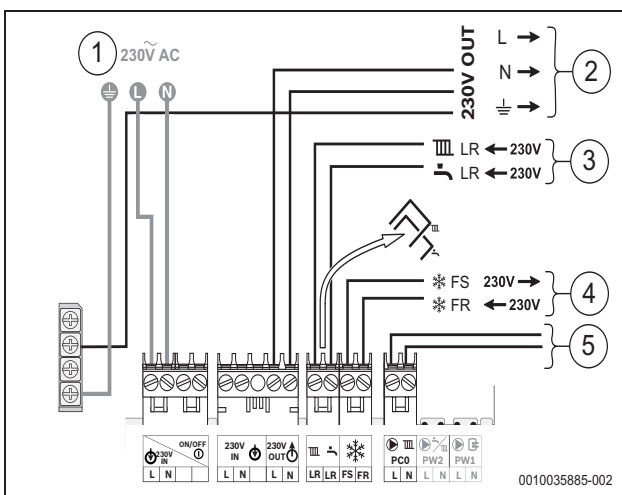 1
230V AC
L
N
230V OUT
L
N
2
LR 230V
LR 230V
3
FS 230V
FR 230V
4
5
ON/OFF
230V
IN
L N
230V
IN
L N
230V
OUT
L N
LR LR FS FR
PC0
L N
PW2
L N
PW1
L N
0010035885-002